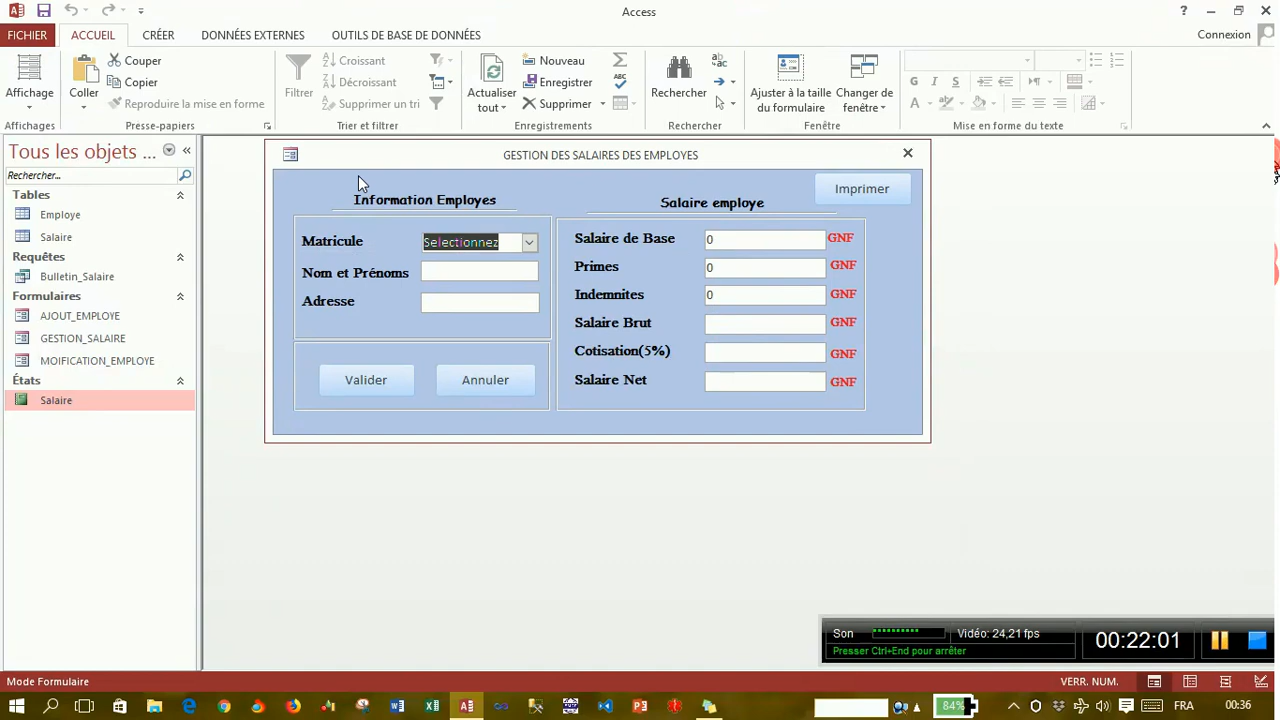 Access
?
FICHIER ACCUEIL CRÉER DONNÉES EXTERNES OUTILS DE BASE DE DONNÉES Connexion
Affichage
Coller
Couper
Copier
Reproduire la mise en forme
Filtrer
Croissant
Décroissant
Supprimer un tri
Actualiser tout
Nouveau
Enregistrer
Supprimer
Rechercher
Ajuster à la taille du formulaire
Changer de fenêtre
G I S
Affichages Presse-papiers Trier et filtrer Enregistrements Rechercher Fenêtre Mise en forme du texte
Tous les objets ...
Rechercher...
Tables
Employe
Salaire
Requêtes
Bulletin_Salaire
Formulaires
AJOUT_EMPLOYE
GESTION_SALAIRE
MOIFICATION_EMPLOYE
États
Salaire
GESTION DES SALAIRES DES EMPLOYES
Imprimer
Information Employes
Matricule Selectionnez
Nom et Prénoms
Adresse
Valider Annuler
Salaire employe
Salaire de Base 0 GNF
Primes 0 GNF
Indemnites 0 GNF
Salaire Brut GNF
Cotisation(5%) GNF
Salaire Net GNF
Son Vidéo: 24,21 fps 00:22:01
Presser Ctrl+End pour arrêter
Mode Formulaire VERR. NUM.
84% FRA 00:36